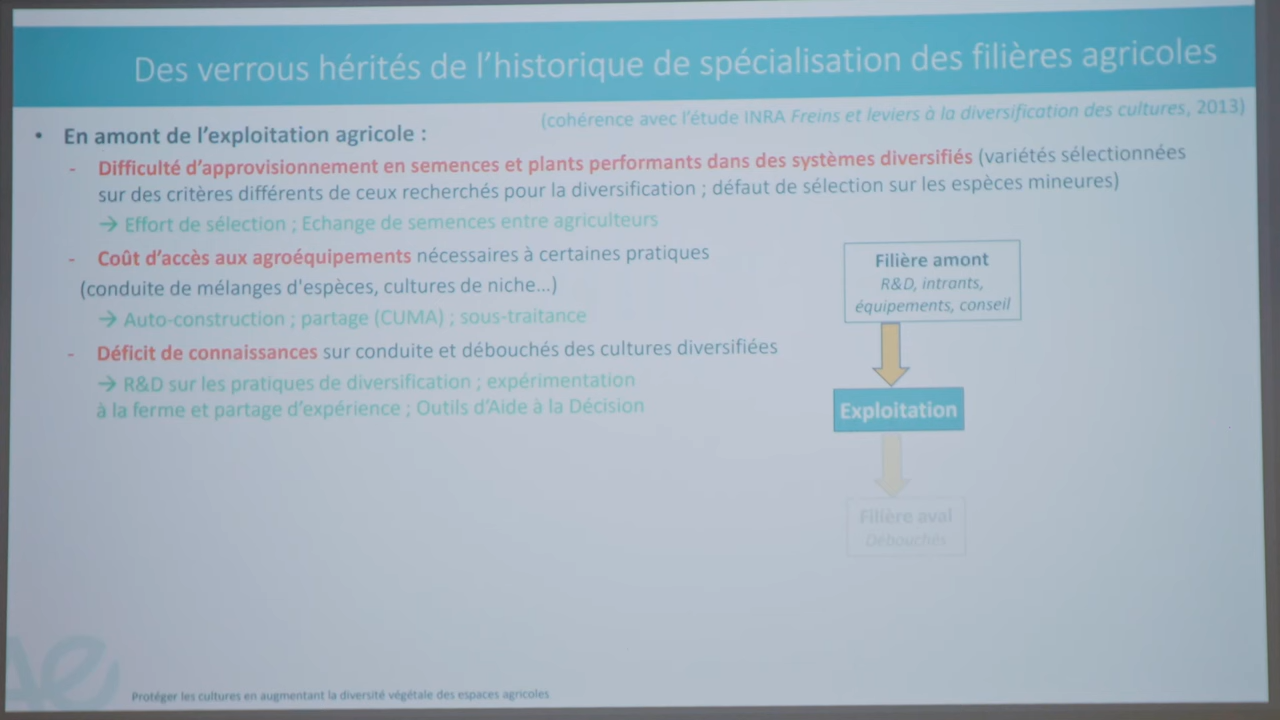 Des verrous hérités de l'historique de spécialisation des filières agricoles
(cohérence avec l'étude INRA Freins et leviers à la diversification des cultures, 2013)
• En amont de l'exploitation agricole :
- Difficulté d'approvisionnement en semences et plants performants dans des systèmes diversifiés (variétés sélectionnées
sur des critères différents de ceux recherchés pour la diversification ; défaut de sélection sur les espèces mineures)
→ Effort de sélection ; Echange de semences entre agriculteurs
- Coût d'accès aux agroéquipements nécessaires à certaines pratiques
(conduite de mélanges d'espèces, cultures de niche...)
→ Auto-construction ; partage (CUMA) ; sous-traitance
- Déficit de connaissances sur conduite et débouchés des cultures diversifiées
→ R&D sur les pratiques de diversification ; expérimentation
à la ferme et partage d'expérience ; Outils d'Aide à la Décision
Filière amont
R&D, intrants,
équipements, conseil
Exploitation
Filière aval
Débouchés
Ae
Protéger les cultures en augmentant la diversité végétale des espaces agricoles